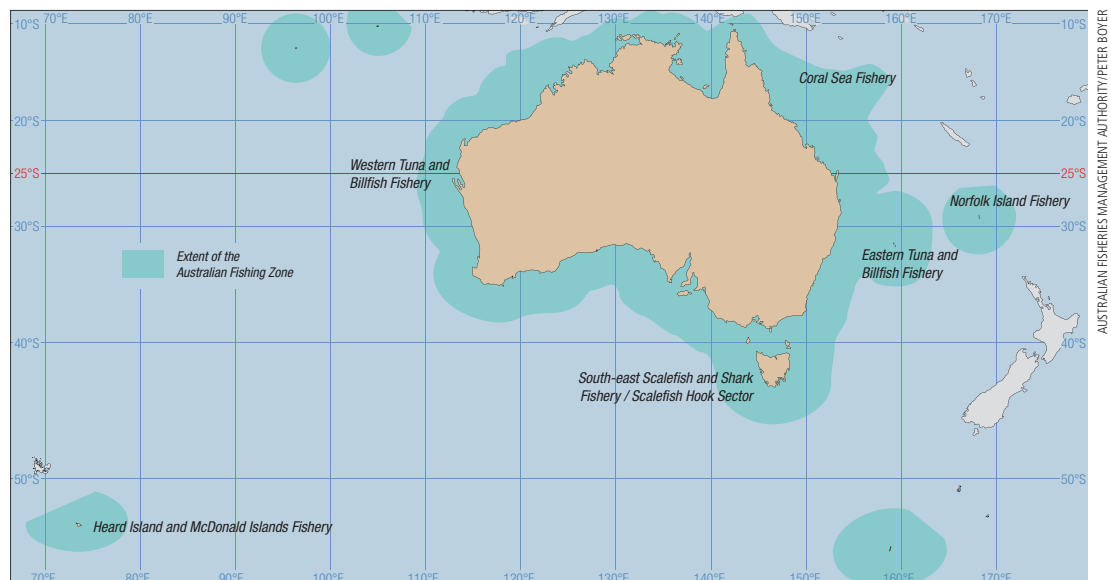 70°E 80°E 90°E 100°E 110°E 120°E 130°E 140°E 150°E 160°E 170°E
10°S 10°S
Coral Sea Fishery
20°S 20°S
Western Tuna and
Billfish Fishery
25°S 25°S
Norfolk Island Fishery
30°S 30°S
Extent of the
Australian Fishing Zone
Eastern Tuna and
Billfish Fishery
40°S 40°S
South-east Scalefish and Shark
Fishery / Scalefish Hook Sector
50°S 50°S
Heard Island and McDonald Islands Fishery
70°E 80°E 90°E 100°E 110°E 120°E 130°E 140°E 150°E 160°E 170°E
AUSTRALIAN FISHERIES MANAGEMENT AUTHORITY/PETER BOYER